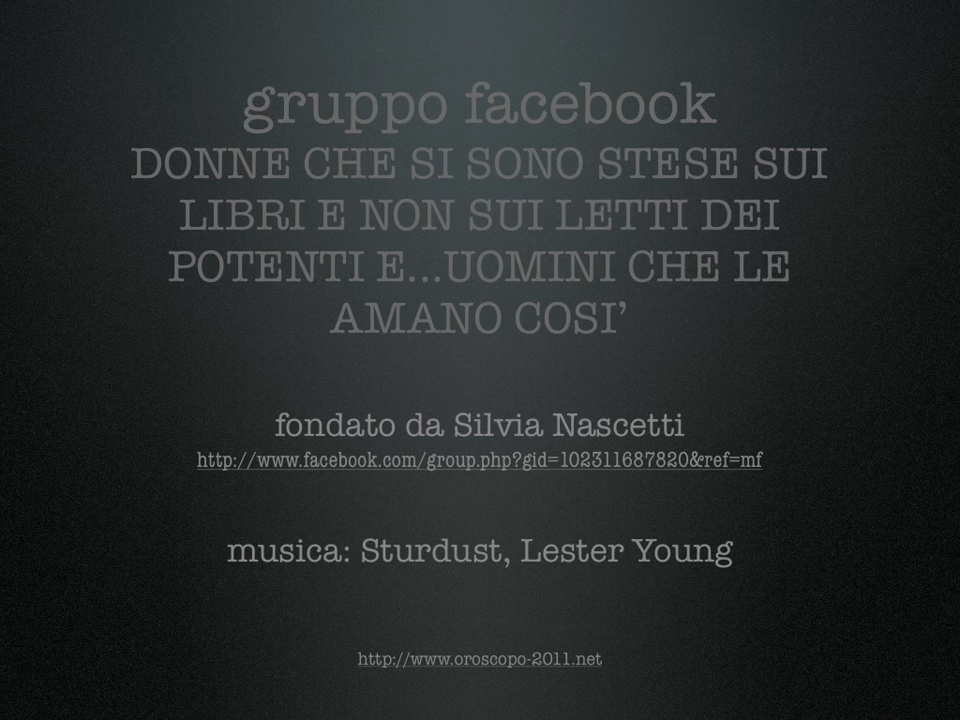 gruppo facebook
DONNE CHE SI SONO STESE SUI
LIBRI E NON SUI LETTI DEI
POTENTI E...UOMINI CHE LE
AMANO COSI’
fondato da Silvia Nascetti
http://www.facebook.com/group.php?gid=102311687820&ref=mf
musica: Sturdust, Lester Young
http://www.oroscopo-2011.net